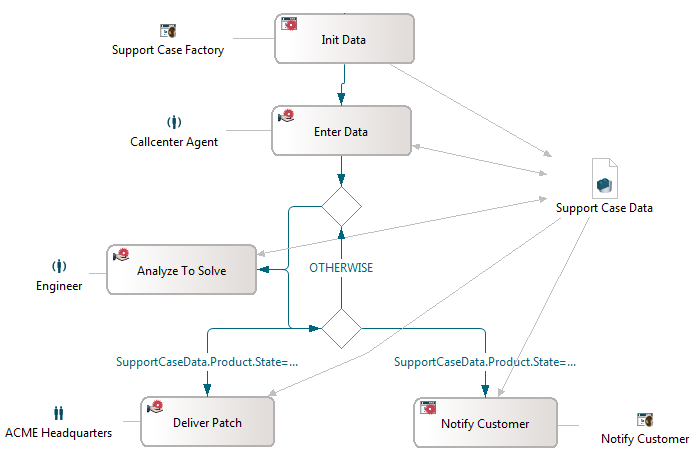 Init Data
Support Case Factory
Enter Data
Callcenter Agent
Support Case Data
OTHERWISE
Analyze To Solve
Engineer
SupportCaseData.Product.State=...
SupportCaseData.Product.State=...
Deliver Patch
ACME Headquarters
Notify Customer
Notify Customer